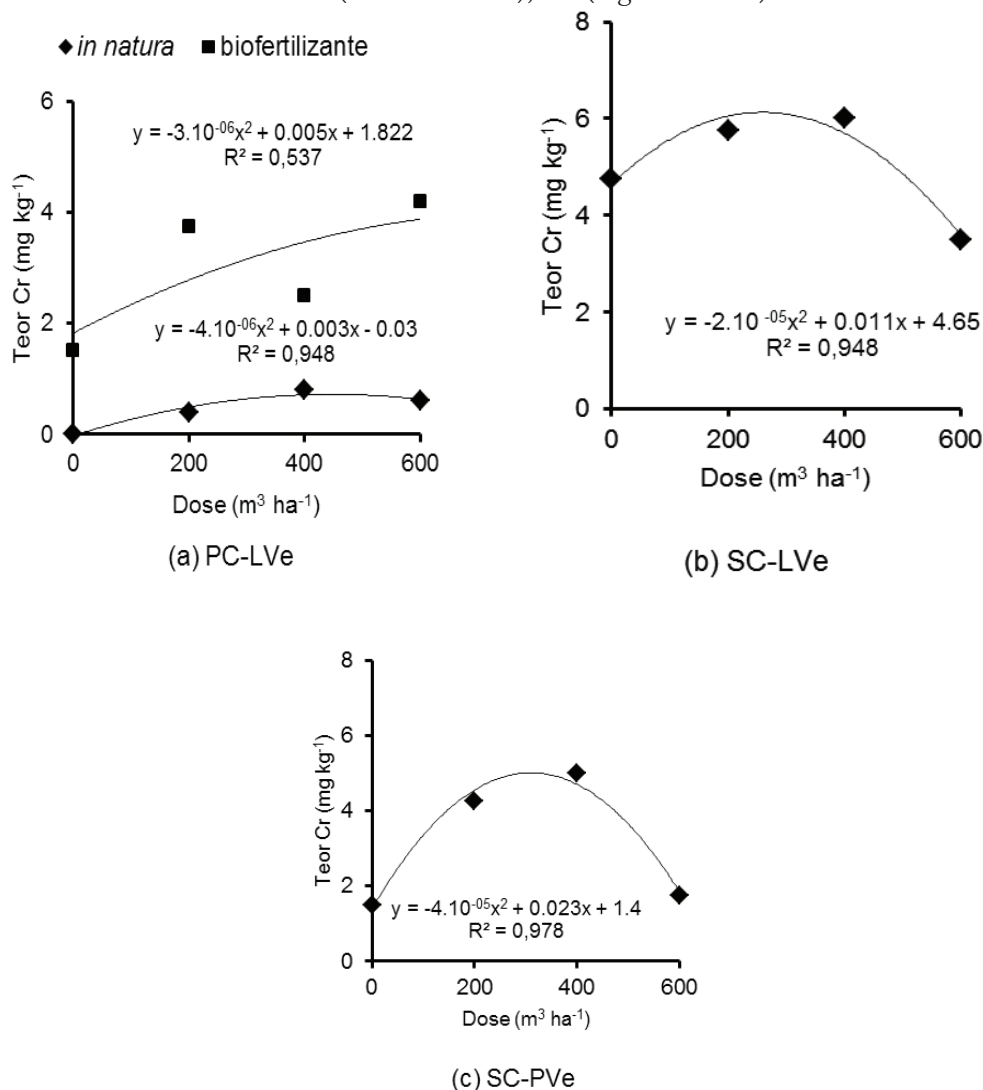 ◆ in natura ■ biofertilizante
Teor Cr (mg kg⁻¹)
6
4
2
0
y = -3.10⁻⁰⁶x² + 0.005x + 1.822
R² = 0,537
y = -4.10⁻⁰⁶x² + 0.003x - 0.03
R² = 0,948
0 200 400 600
Dose (m³ ha⁻¹)
(a) PC-LVe
Teor Cr (mg kg⁻¹)
8
6
4
2
0
y = -2.10⁻⁰⁵x² + 0.011x + 4.65
R² = 0,948
0 200 400 600
Dose (m³ ha⁻¹)
(b) SC-LVe
Teor Cr (mg kg⁻¹)
8
6
4
2
0
y = -4.10⁻⁰⁵x² + 0.023x + 1.4
R² = 0,978
0 200 400 600
Dose (m³ ha⁻¹)
(c) SC-PVe